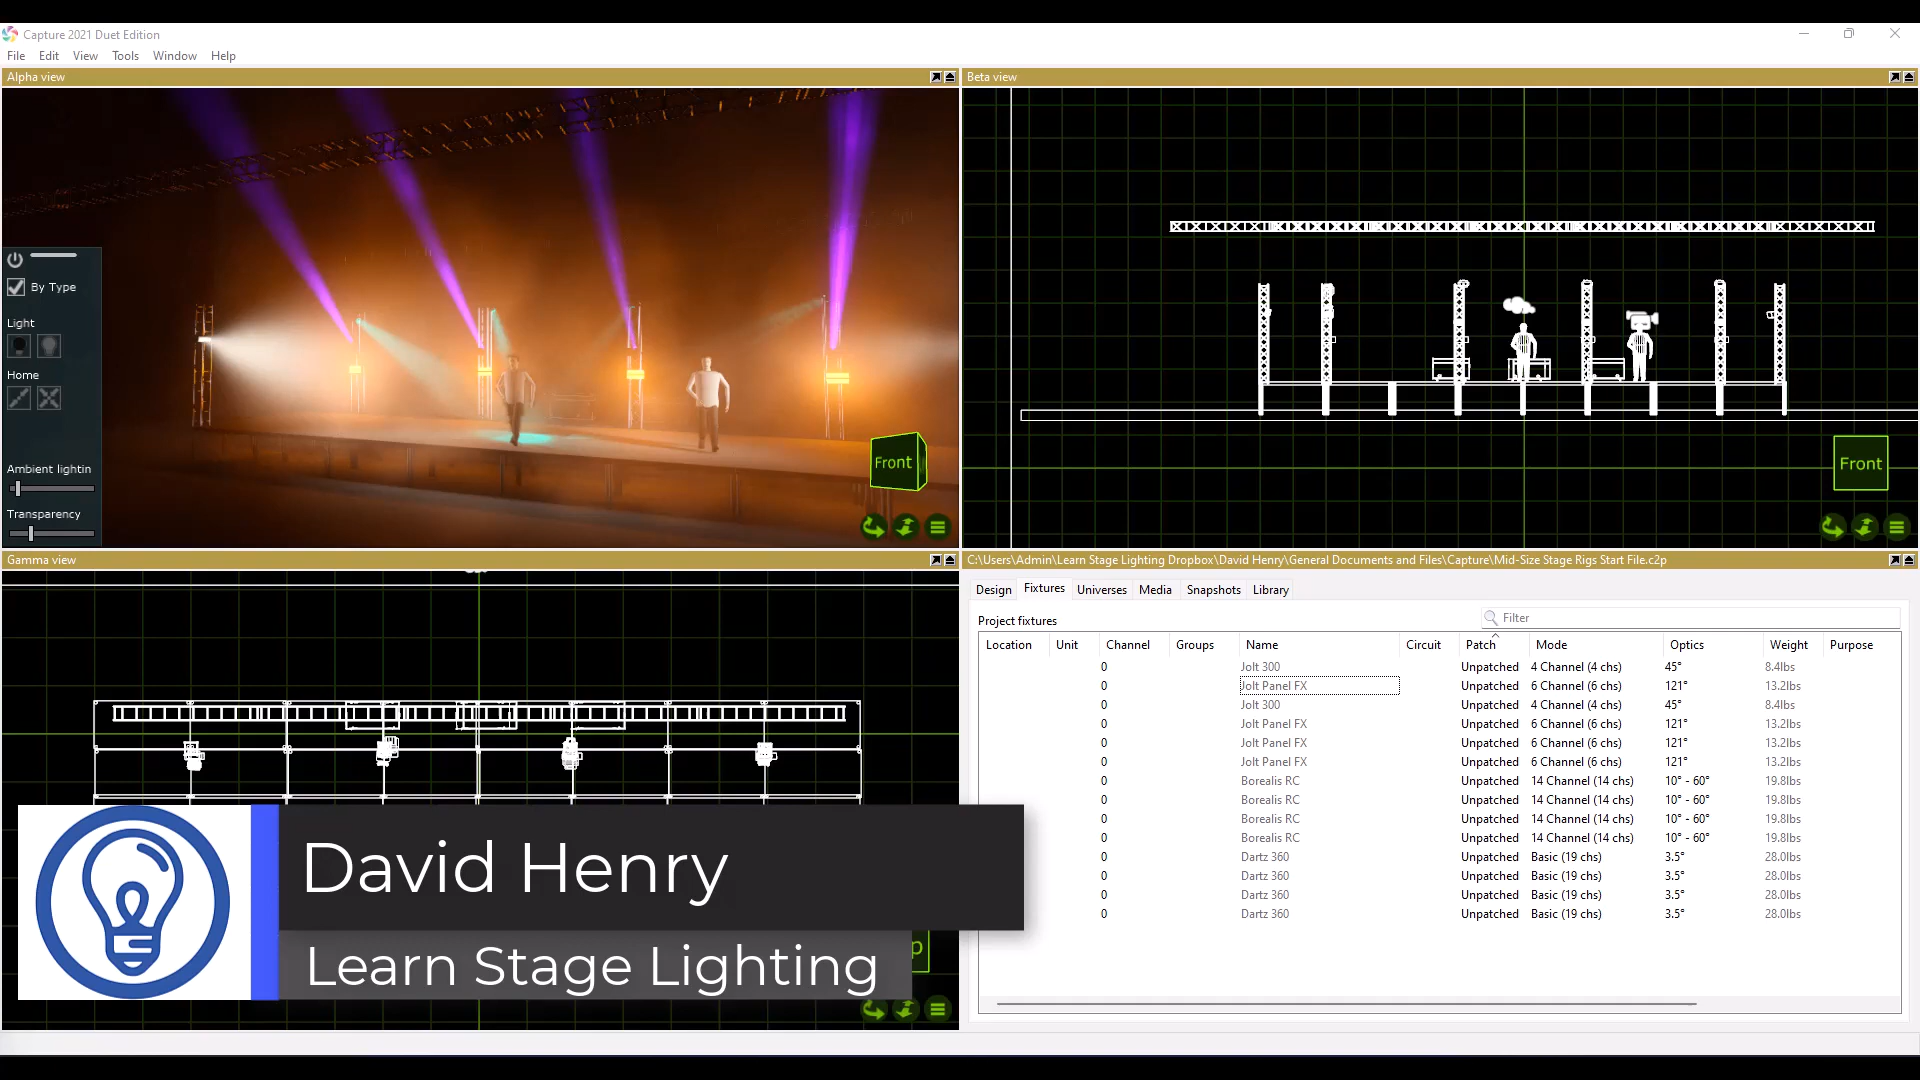 Capture 2021 Duet Edition
File Edit View Tools Window Help
Alpha view
By Type
Light
Home
Ambient lightin
Transparency
Front
Beta view
Front
Gamma view
p
David Henry
Learn Stage Lighting
C:\Users\Admin\Learn Stage Lighting Dropbox\David Henry\General Documents and Files\Capture\Mid-Size Stage Rigs Start File.c2p
Design Fixtures Universes Media Snapshots Library
Project fixtures Filter
Location Unit Channel Groups Name Circuit Patch Mode Optics Weight Purpose
0 Jolt 300 Unpatched 4 Channel (4 chs) 45° 8.4lbs
0 Jolt Panel FX Unpatched 6 Channel (6 chs) 121° 13.2lbs
0 Jolt 300 Unpatched 4 Channel (4 chs) 45° 8.4lbs
0 Jolt Panel FX Unpatched 6 Channel (6 chs) 121° 13.2lbs
0 Jolt Panel FX Unpatched 6 Channel (6 chs) 121° 13.2lbs
0 Jolt Panel FX Unpatched 6 Channel (6 chs) 121° 13.2lbs
0 Borealis RC Unpatched 14 Channel (14 chs) 10° - 60° 19.8lbs
0 Borealis RC Unpatched 14 Channel (14 chs) 10° - 60° 19.8lbs
0 Borealis RC Unpatched 14 Channel (14 chs) 10° - 60° 19.8lbs
0 Borealis RC Unpatched 14 Channel (14 chs) 10° - 60° 19.8lbs
0 Dartz 360 Unpatched Basic (19 chs) 3.5° 28.0lbs
0 Dartz 360 Unpatched Basic (19 chs) 3.5° 28.0lbs
0 Dartz 360 Unpatched Basic (19 chs) 3.5° 28.0lbs
0 Dartz 360 Unpatched Basic (19 chs) 3.5° 28.0lbs